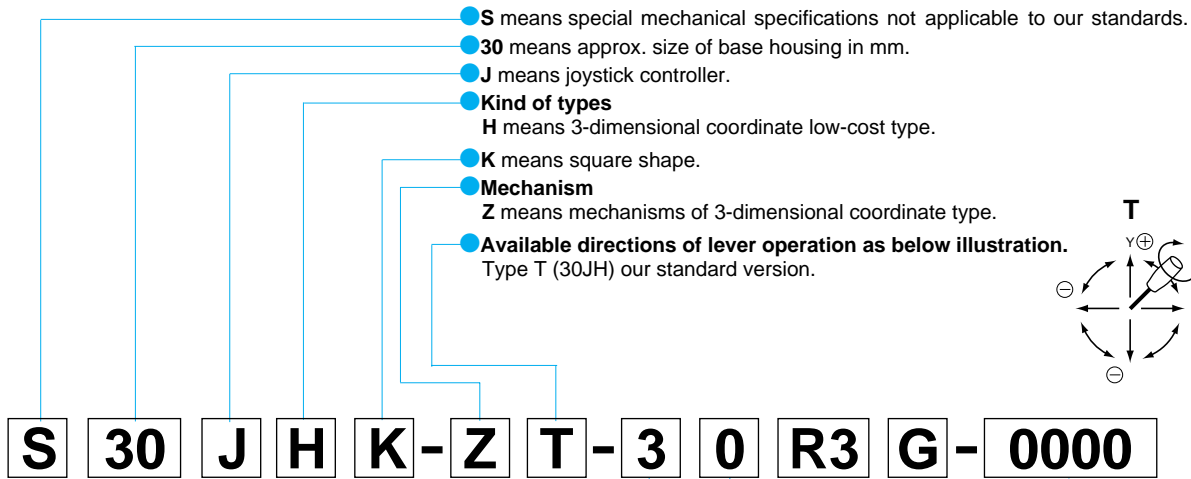 S means special mechanical specifications not applicable to our standards.
30 means approx. size of base housing in mm.
J means joystick controller.
Kind of types
H means 3-dimensional coordinate low-cost type.
K means square shape.
Mechanism
Z means mechanisms of 3-dimensional coordinate type.
Available directions of lever operation as below illustration.
Type T (30JH) our standard version.
T
Y ⊕
⊖
⊖
S 30 J H K - Z T - 3 0 R3 G - 0000